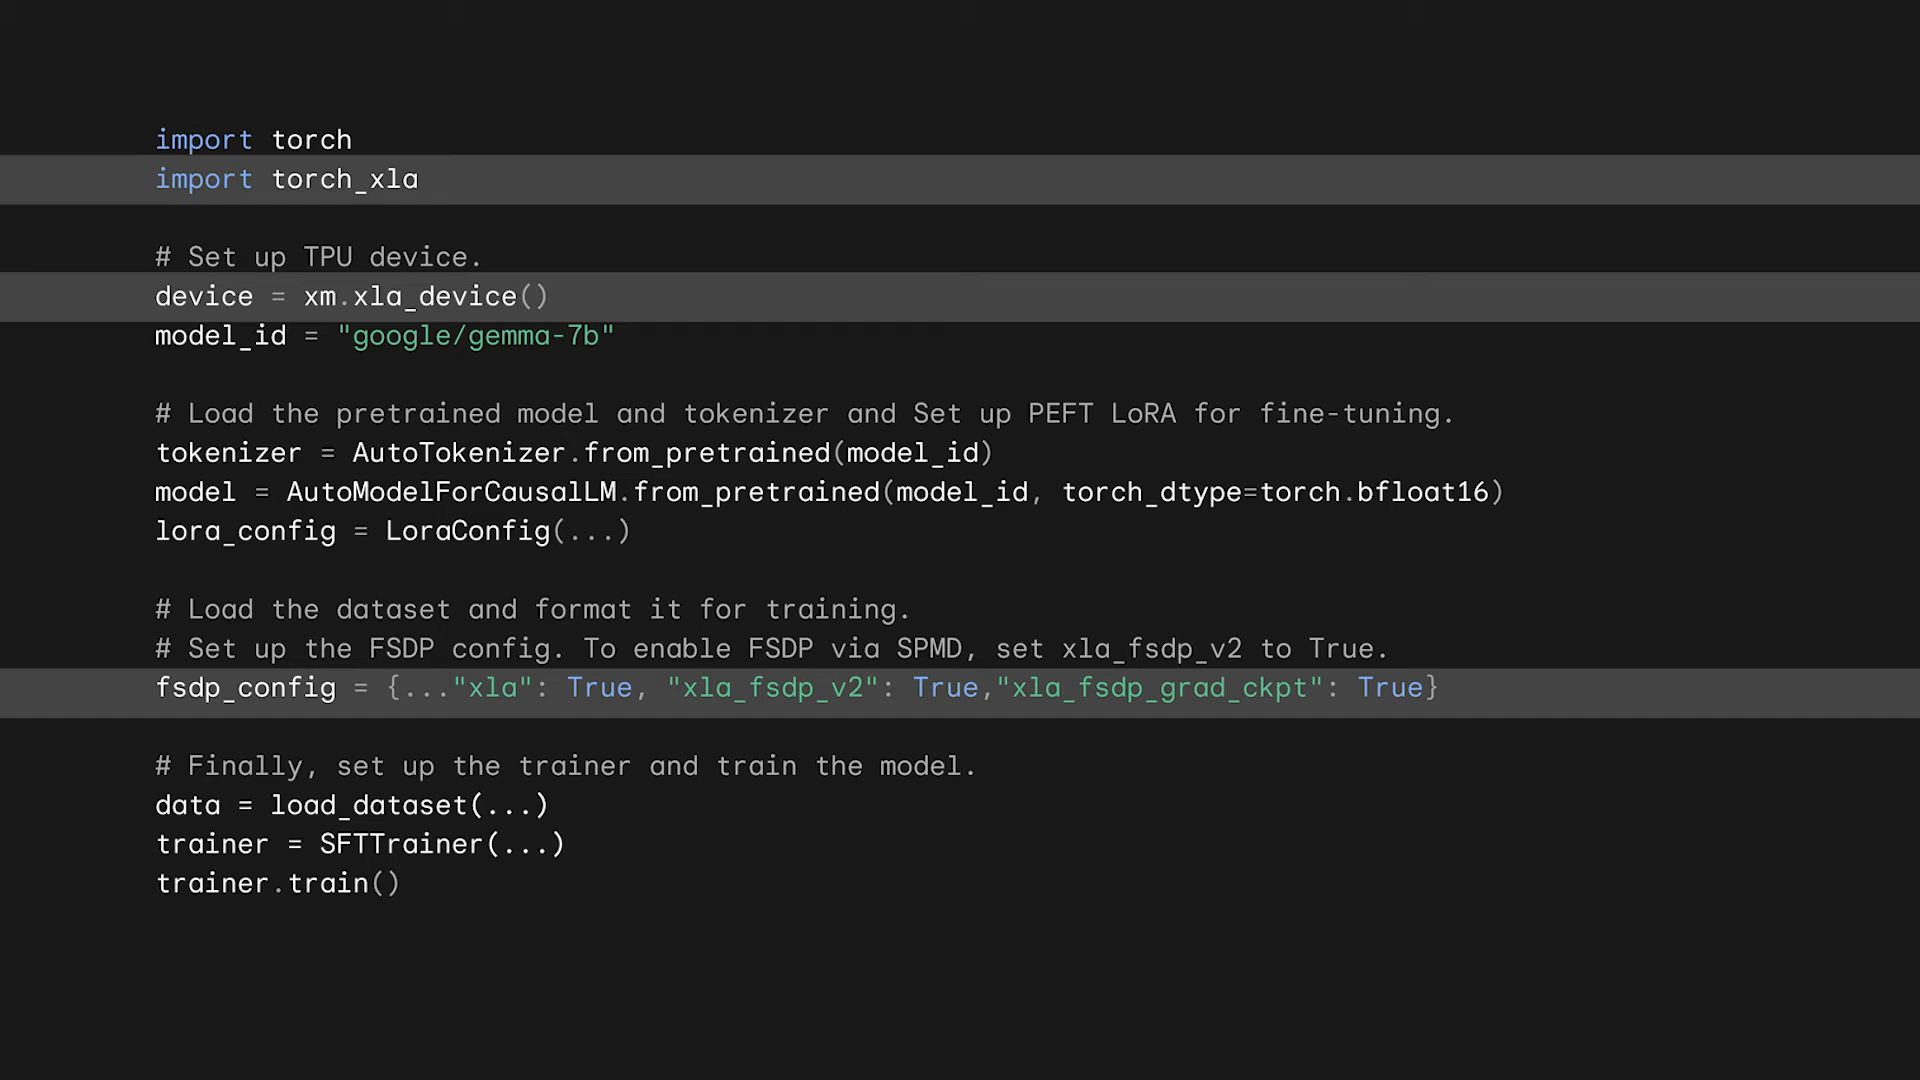 import torch
import torch_xla
# Set up TPU device.
device = xm.xla_device()
model_id = "google/gemma-7b"
# Load the pretrained model and tokenizer and Set up PEFT LoRA for fine-tuning.
tokenizer = AutoTokenizer.from_pretrained(model_id)
model = AutoModelForCausalLM.from_pretrained(model_id, torch_dtype=torch.bfloat16)
lora_config = LoraConfig(...)
# Load the dataset and format it for training.
# Set up the FSDP config. To enable FSDP via SPMD, set xla_fsdp_v2 to True.
fsdp_config = {..."xla": True, "xla_fsdp_v2": True,"xla_fsdp_grad_ckpt": True}
# Finally, set up the trainer and train the model.
data = load_dataset(...)
trainer = SFTTrainer(...)
trainer.train()